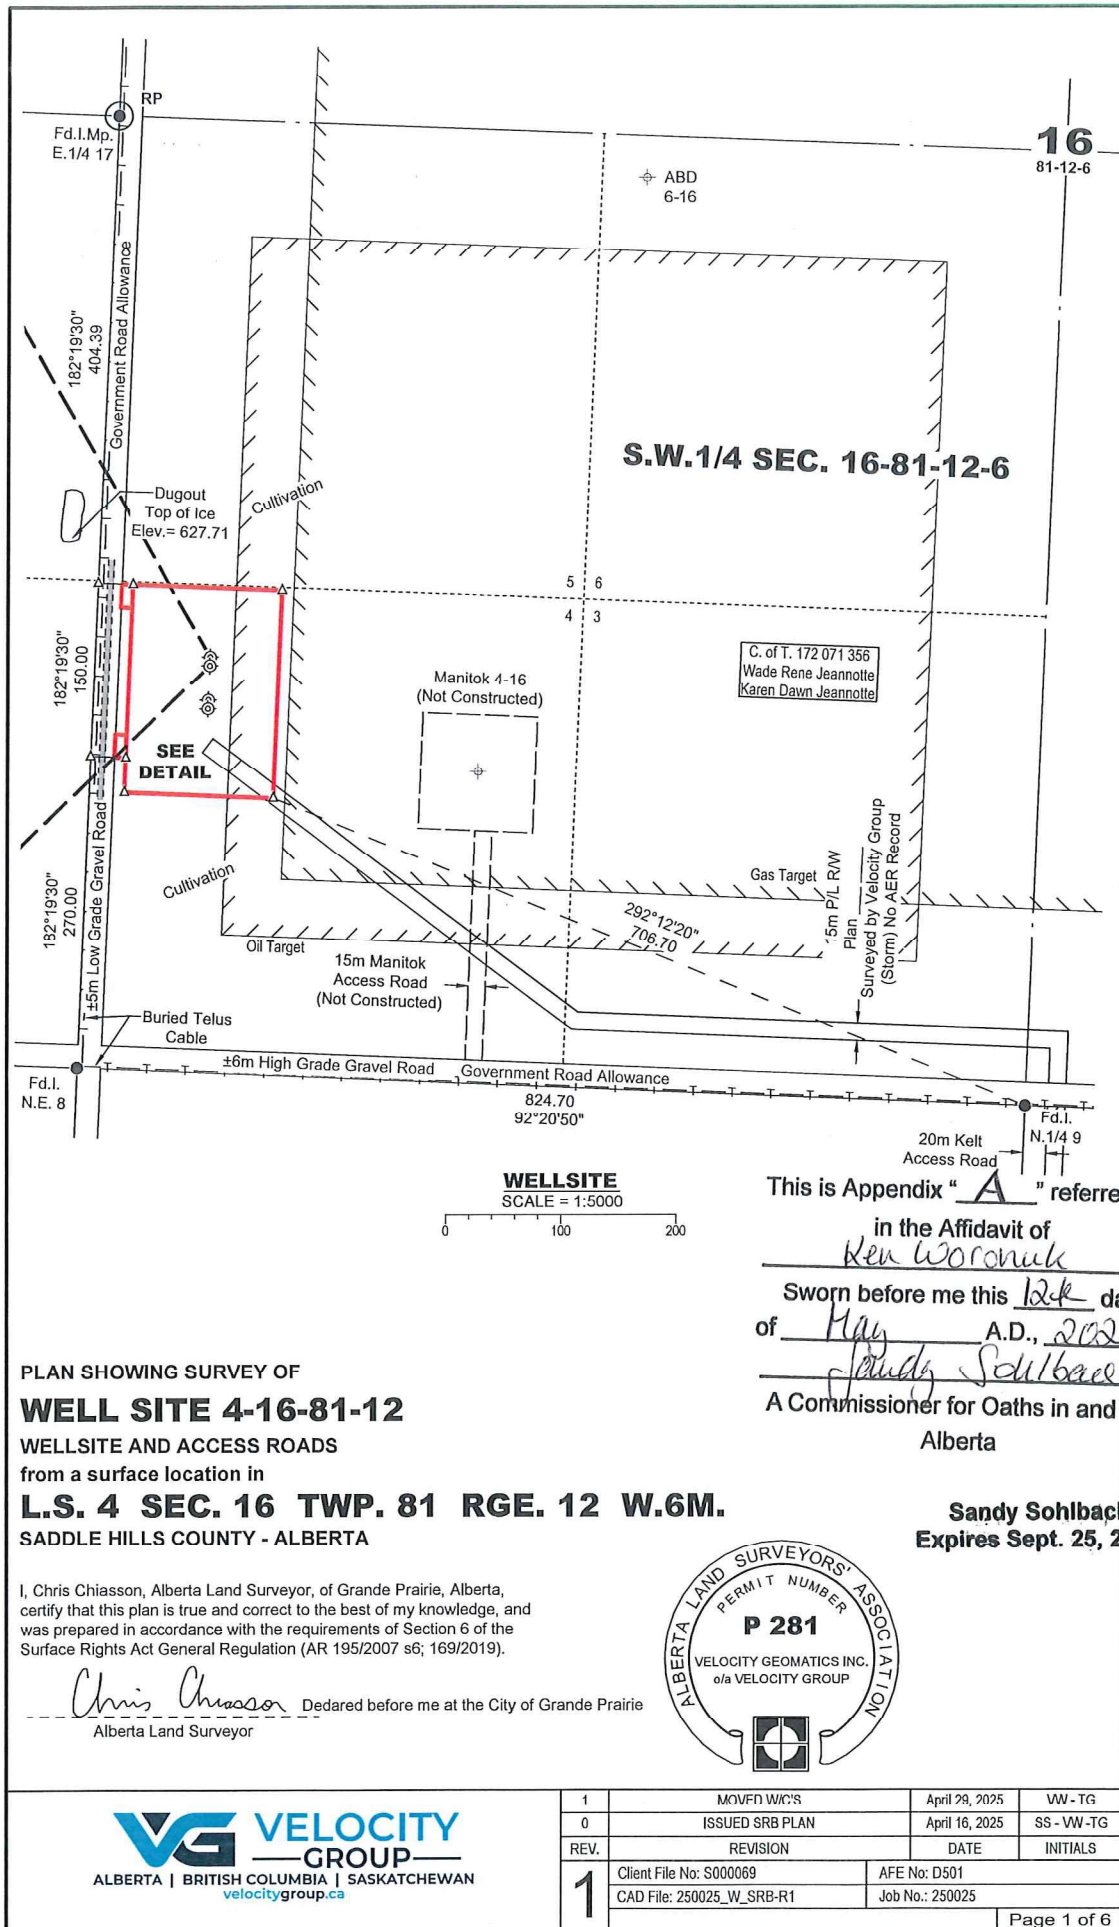 RP
Fd.I.Mp.
E.1/4 17
16
81-12-6
ABD
6-16
Government Road Allowance
182°19'30"
404.39
S.W.1/4 SEC. 16-81-12-6
Cultivation
Dugout
Top of Ice
Elev.= 627.71
5 6
4 3
C. of T. 172 071 356
Wade Rene Jeannotte
Karen Dawn Jeannotte
182°19'30"
150.00
Manitok 4-16
(Not Constructed)
SEE
DETAIL
Cultivation
Gas Target
5m P/L R/W
Plan
Surveyed by Velocity Group
(Storm) No AER Record
182°19'30"
270.00
±5m Low Grade Gravel Road
292°12'20"
706.70
Oil Target
15m Manitok
Access Road
(Not Constructed)
Buried Telus
Cable
±6m High Grade Gravel Road
Government Road Allowance
Fd.I.
N.E. 8
824.70
92°20'50"
Fd.I.
N.1/4 9
20m Kelt
Access Road
WELLSITE
SCALE = 1:5000
0 100 200
This is Appendix " A " referre
in the Affidavit of
Ken Woronuk
Sworn before me this 12th da
of May A.D., 202
Sandy Sohlbac
A Commissioner for Oaths in and
Alberta
Sandy Sohlbac
Expires Sept. 25, 2
PLAN SHOWING SURVEY OF
WELL SITE 4-16-81-12
WELLSITE AND ACCESS ROADS
from a surface location in
L.S. 4 SEC. 16 TWP. 81 RGE. 12 W.6M.
SADDLE HILLS COUNTY - ALBERTA
I, Chris Chiasson, Alberta Land Surveyor, of Grande Prairie, Alberta,
certify that this plan is true and correct to the best of my knowledge, and
was prepared in accordance with the requirements of Section 6 of the
Surface Rights Act General Regulation (AR 195/2007 s6; 169/2019).
Chris Chiasson Dedared before me at the City of Grande Prairie
Alberta Land Surveyor
ALBERTA LAND SURVEYORS' ASSOCIATION
PERMIT NUMBER
P 281
VELOCITY GEOMATICS INC.
o/a VELOCITY GROUP
VG VELOCITY
GROUP
ALBERTA | BRITISH COLUMBIA | SASKATCHEWAN
velocitygroup.ca
1 MOVED W/C'S April 29, 2025 VW - TG
0 ISSUED SRB PLAN April 16, 2025 SS - VW -TG
REV. REVISION DATE INITIALS
1
Client File No: S000069 AFE No: D501
CAD File: 250025_W_SRB-R1 Job No.: 250025
Page 1 of 6